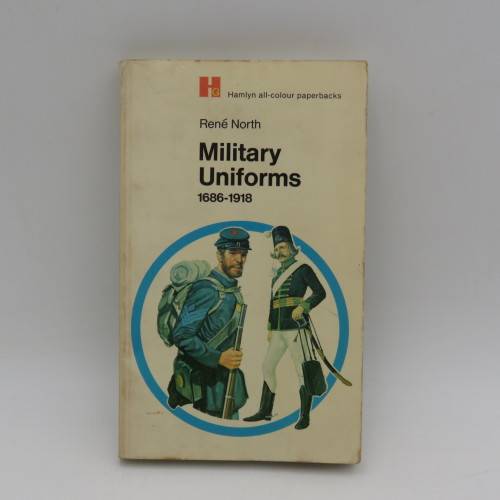 H
Hamlyn all-colour paperbacks
René North
Military
Uniforms
1686-1918